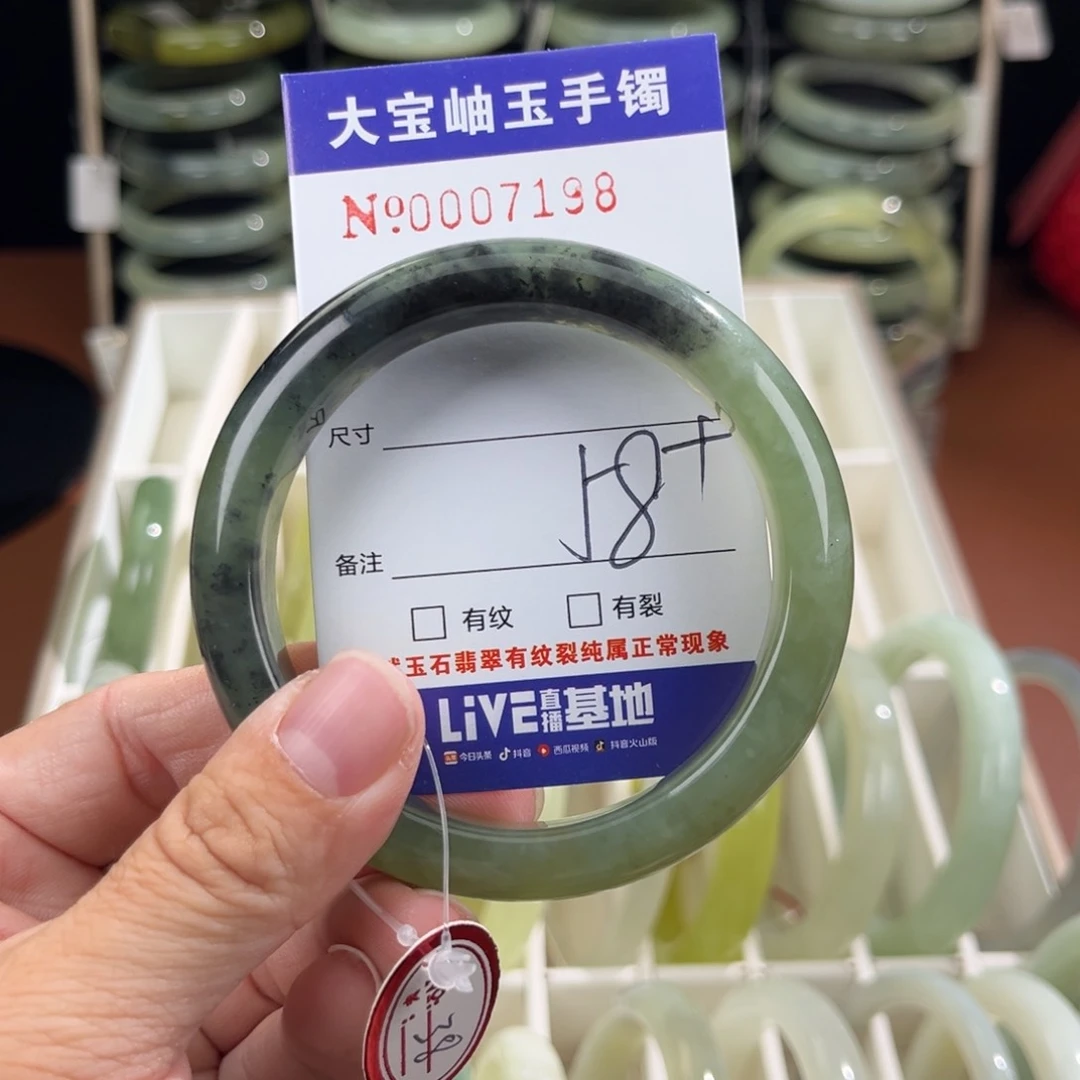 大宝岫玉手镯
№0007198
尺寸
58+
备注
□ 有纹 □ 有裂
玉石翡翠有纹裂纯属正常现象
LiVE直播基地
今日头条 抖音 西瓜视频 抖音火山版